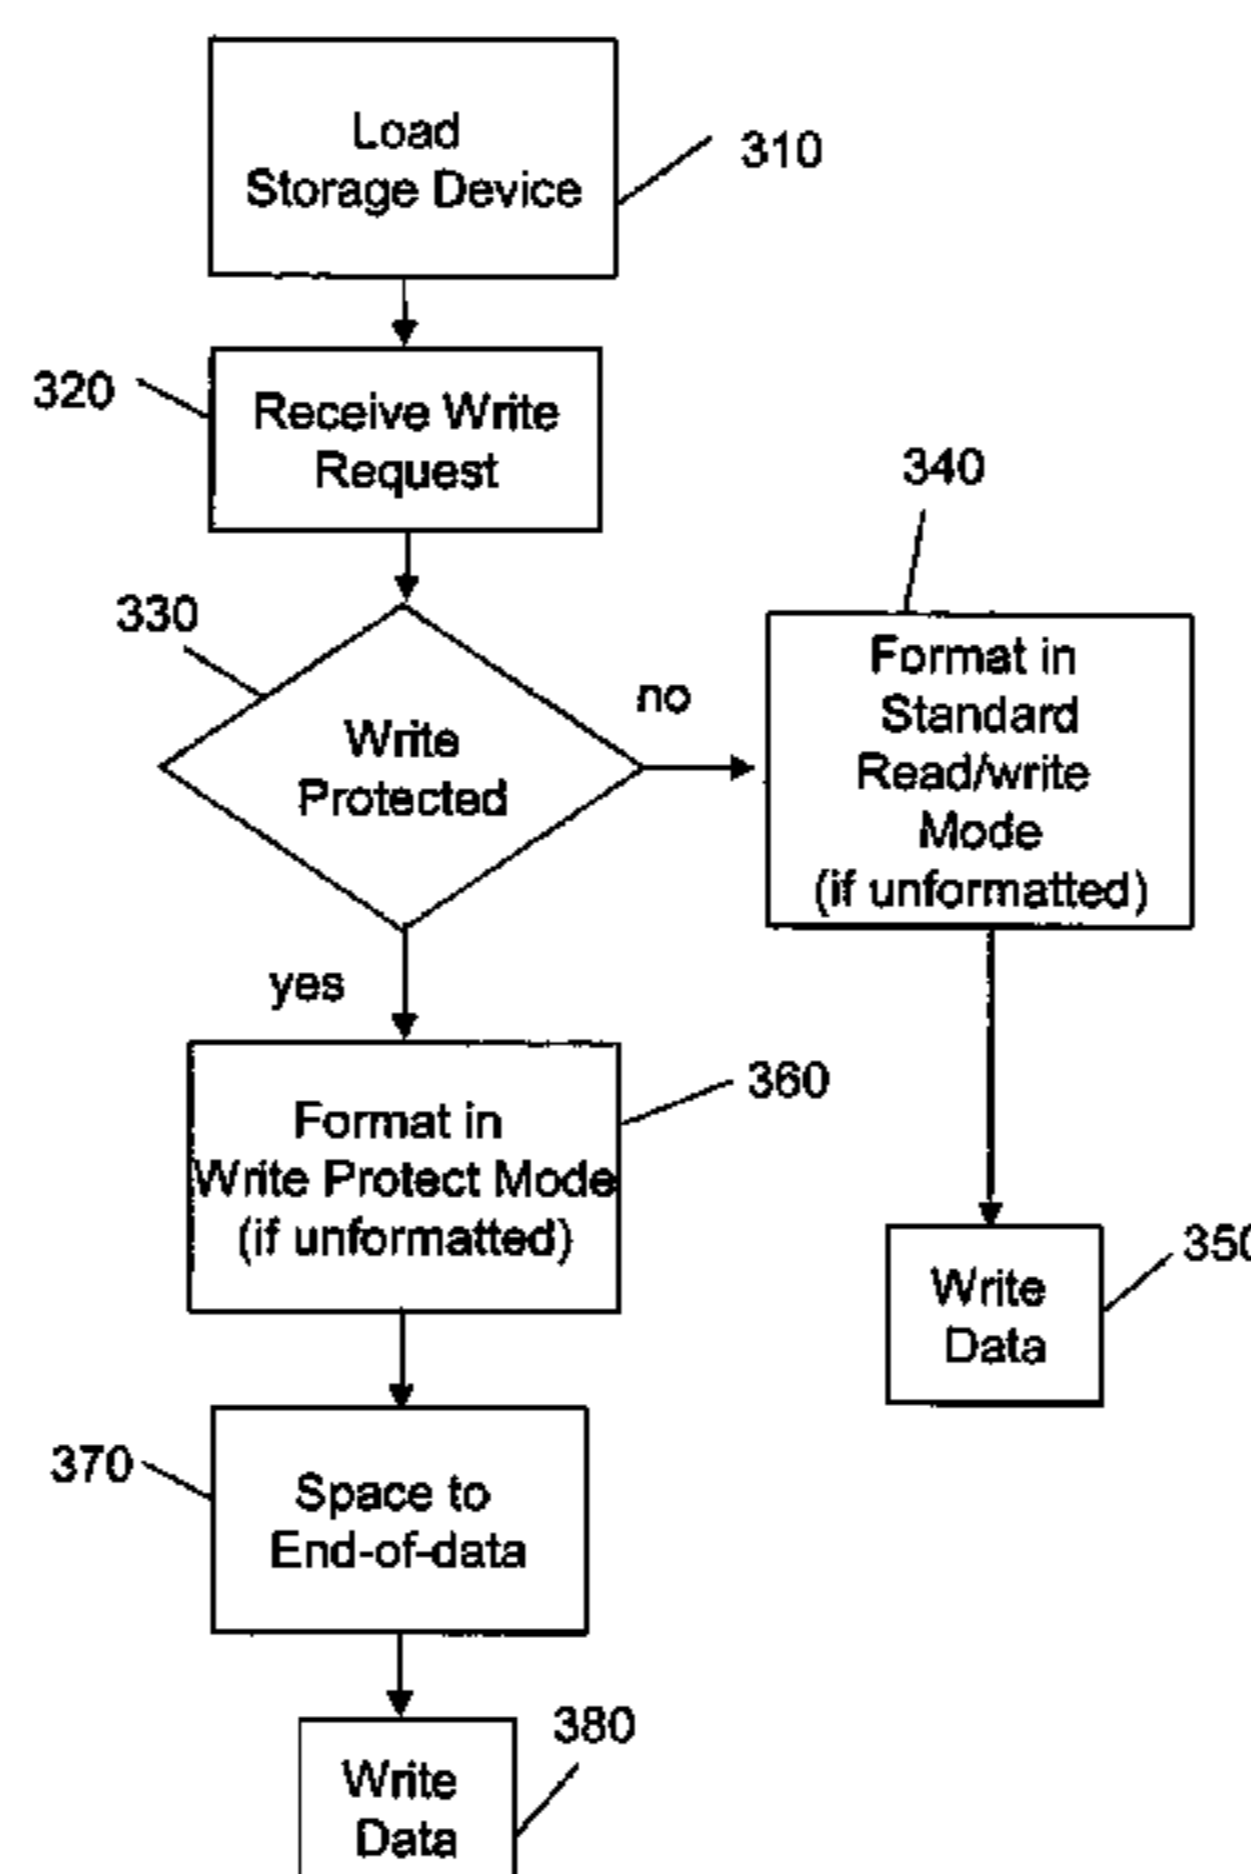 Load
Storage Device
310
320
Receive Write
Request
330
Write
Protected
no
340
Format in
Standard
Read/write
Mode
(if unformatted)
yes
360
Format in
Write Protect Mode
(if unformatted)
350
Write
Data
370
Space to
End-of-data
380
Write
Data